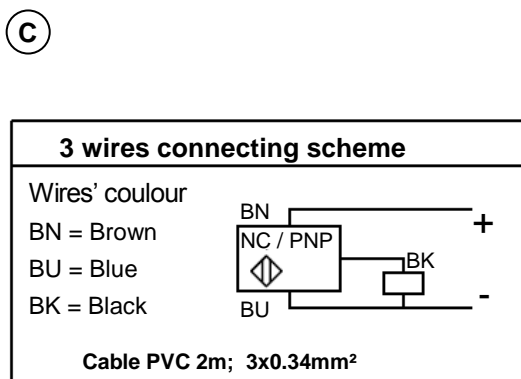 C
3 wires connecting scheme
Wires' coulour
BN = Brown
BU = Blue
BK = Black
BN
+
NC / PNP
BK
-
BU
Cable PVC 2m; 3x0.34mm²